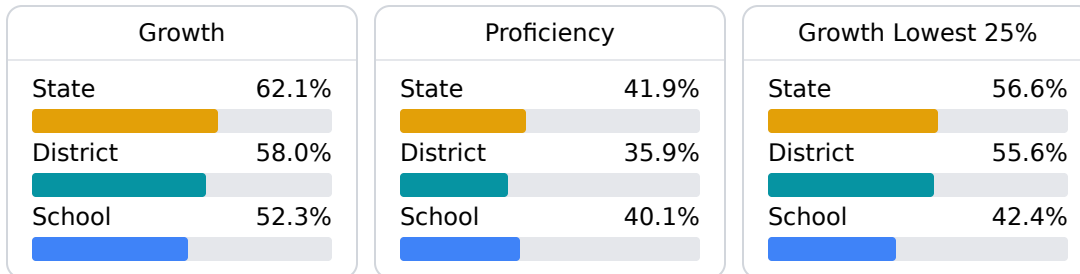 Growth
State 62.1%
District 58.0%
School 52.3%
Proficiency
State 41.9%
District 35.9%
School 40.1%
Growth Lowest 25%
State 56.6%
District 55.6%
School 42.4%